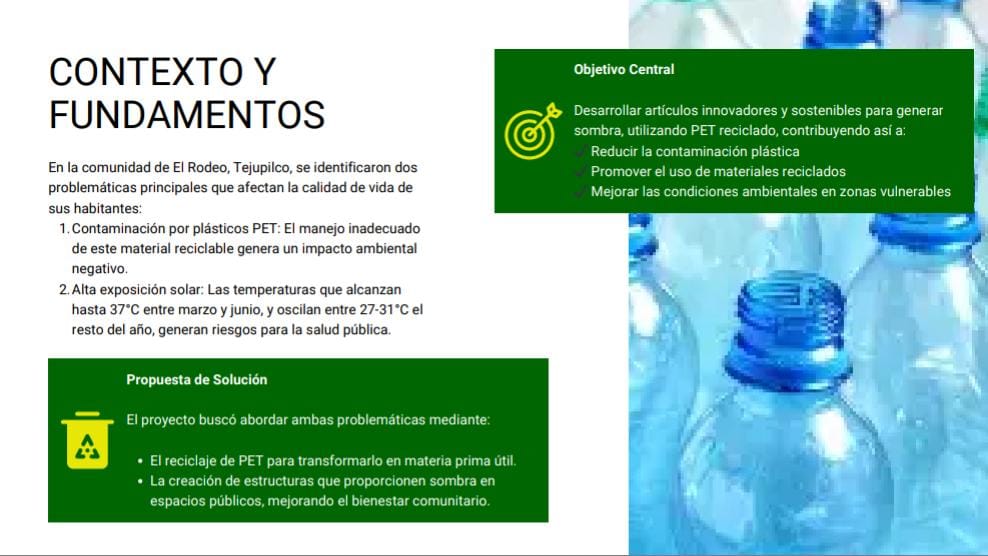 CONTEXTO Y
FUNDAMENTOS
En la comunidad de El Rodeo, Tejupilco, se identificaron dos
problemáticas principales que afectan la calidad de vida de
sus habitantes:
1. Contaminación por plásticos PET: El manejo inadecuado
de este material reciclable genera un impacto ambiental
negativo.
2. Alta exposición solar: Las temperaturas que alcanzan
hasta 37°C entre marzo y junio, y oscilan entre 27-31°C el
resto del año, generan riesgos para la salud pública.
Propuesta de Solución
El proyecto buscó abordar ambas problemáticas mediante:
• El reciclaje de PET para transformarlo en materia prima útil.
• La creación de estructuras que proporcionen sombra en
espacios públicos, mejorando el bienestar comunitario.
Objetivo Central
Desarrollar artículos innovadores y sostenibles para generar
sombra, utilizando PET reciclado, contribuyendo así a:
✓ Reducir la contaminación plástica
✓ Promover el uso de materiales reciclados
✓ Mejorar las condiciones ambientales en zonas vulnerables